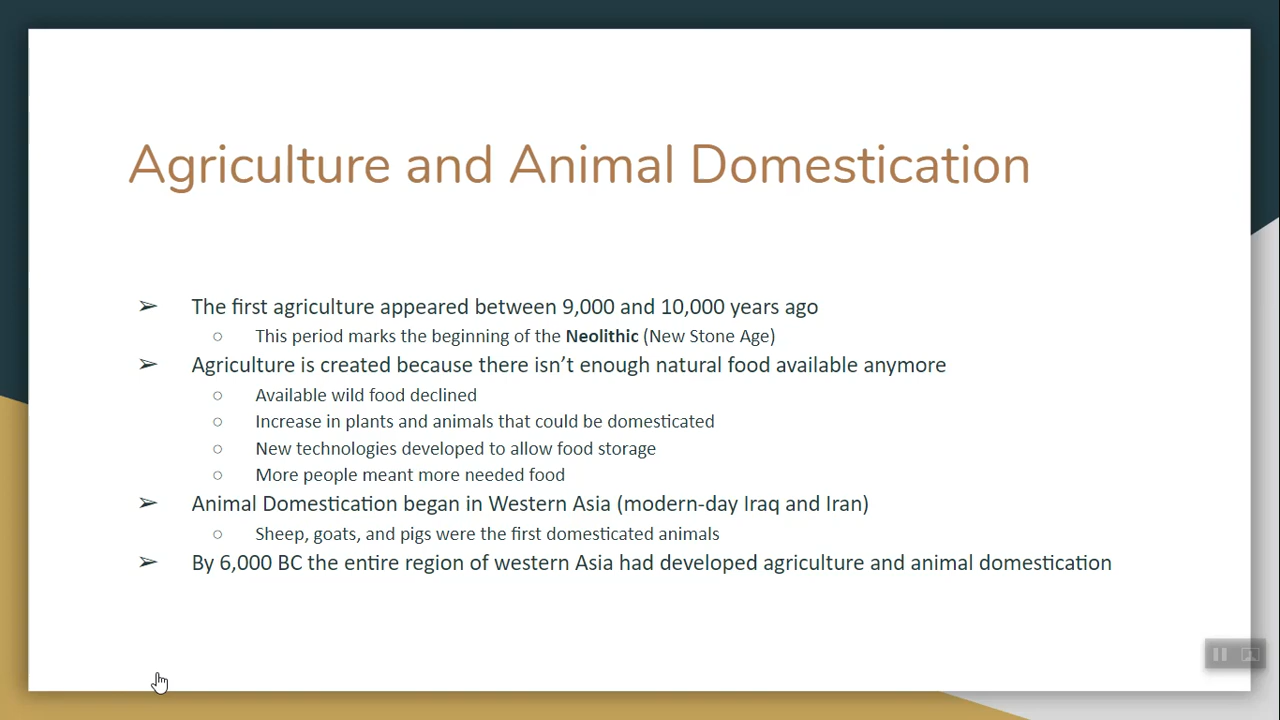 Agriculture and Animal Domestication
➢ The first agriculture appeared between 9,000 and 10,000 years ago
○ This period marks the beginning of the Neolithic (New Stone Age)
➢ Agriculture is created because there isn't enough natural food available anymore
○ Available wild food declined
○ Increase in plants and animals that could be domesticated
○ New technologies developed to allow food storage
○ More people meant more needed food
➢ Animal Domestication began in Western Asia (modern-day Iraq and Iran)
○ Sheep, goats, and pigs were the first domesticated animals
➢ By 6,000 BC the entire region of western Asia had developed agriculture and animal domestication